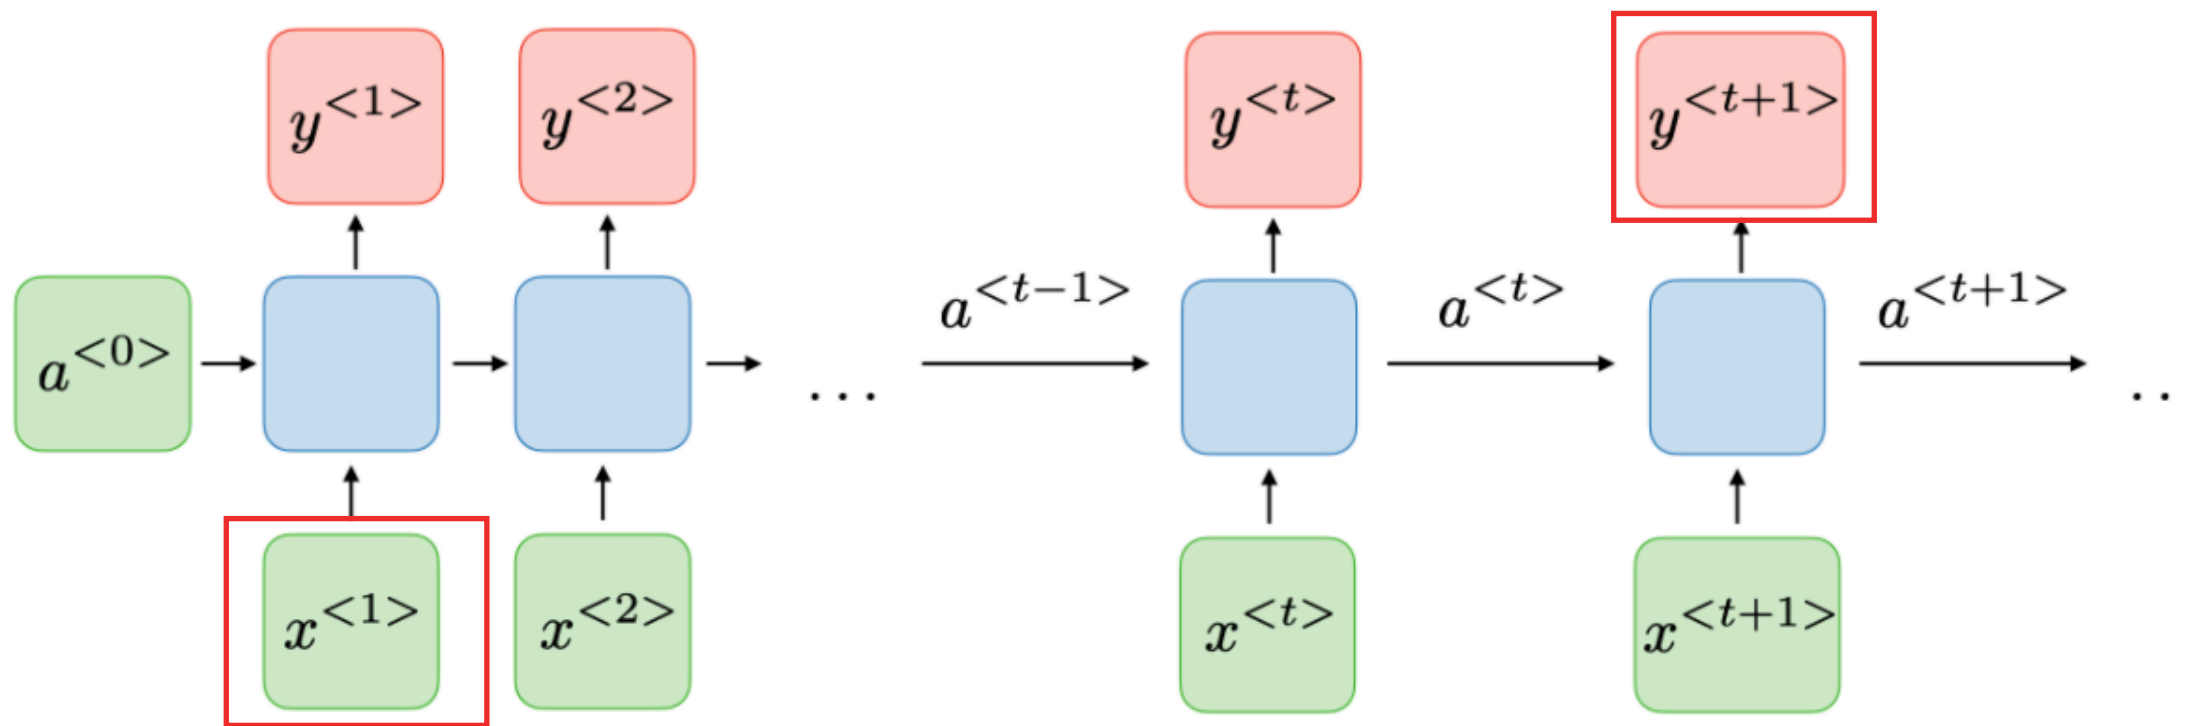 y<1> y<2> y<t> y<t+1>
a<0> ... a<t−1> a<t> a<t+1> ..
x<1> x<2> x<t> x<t+1>